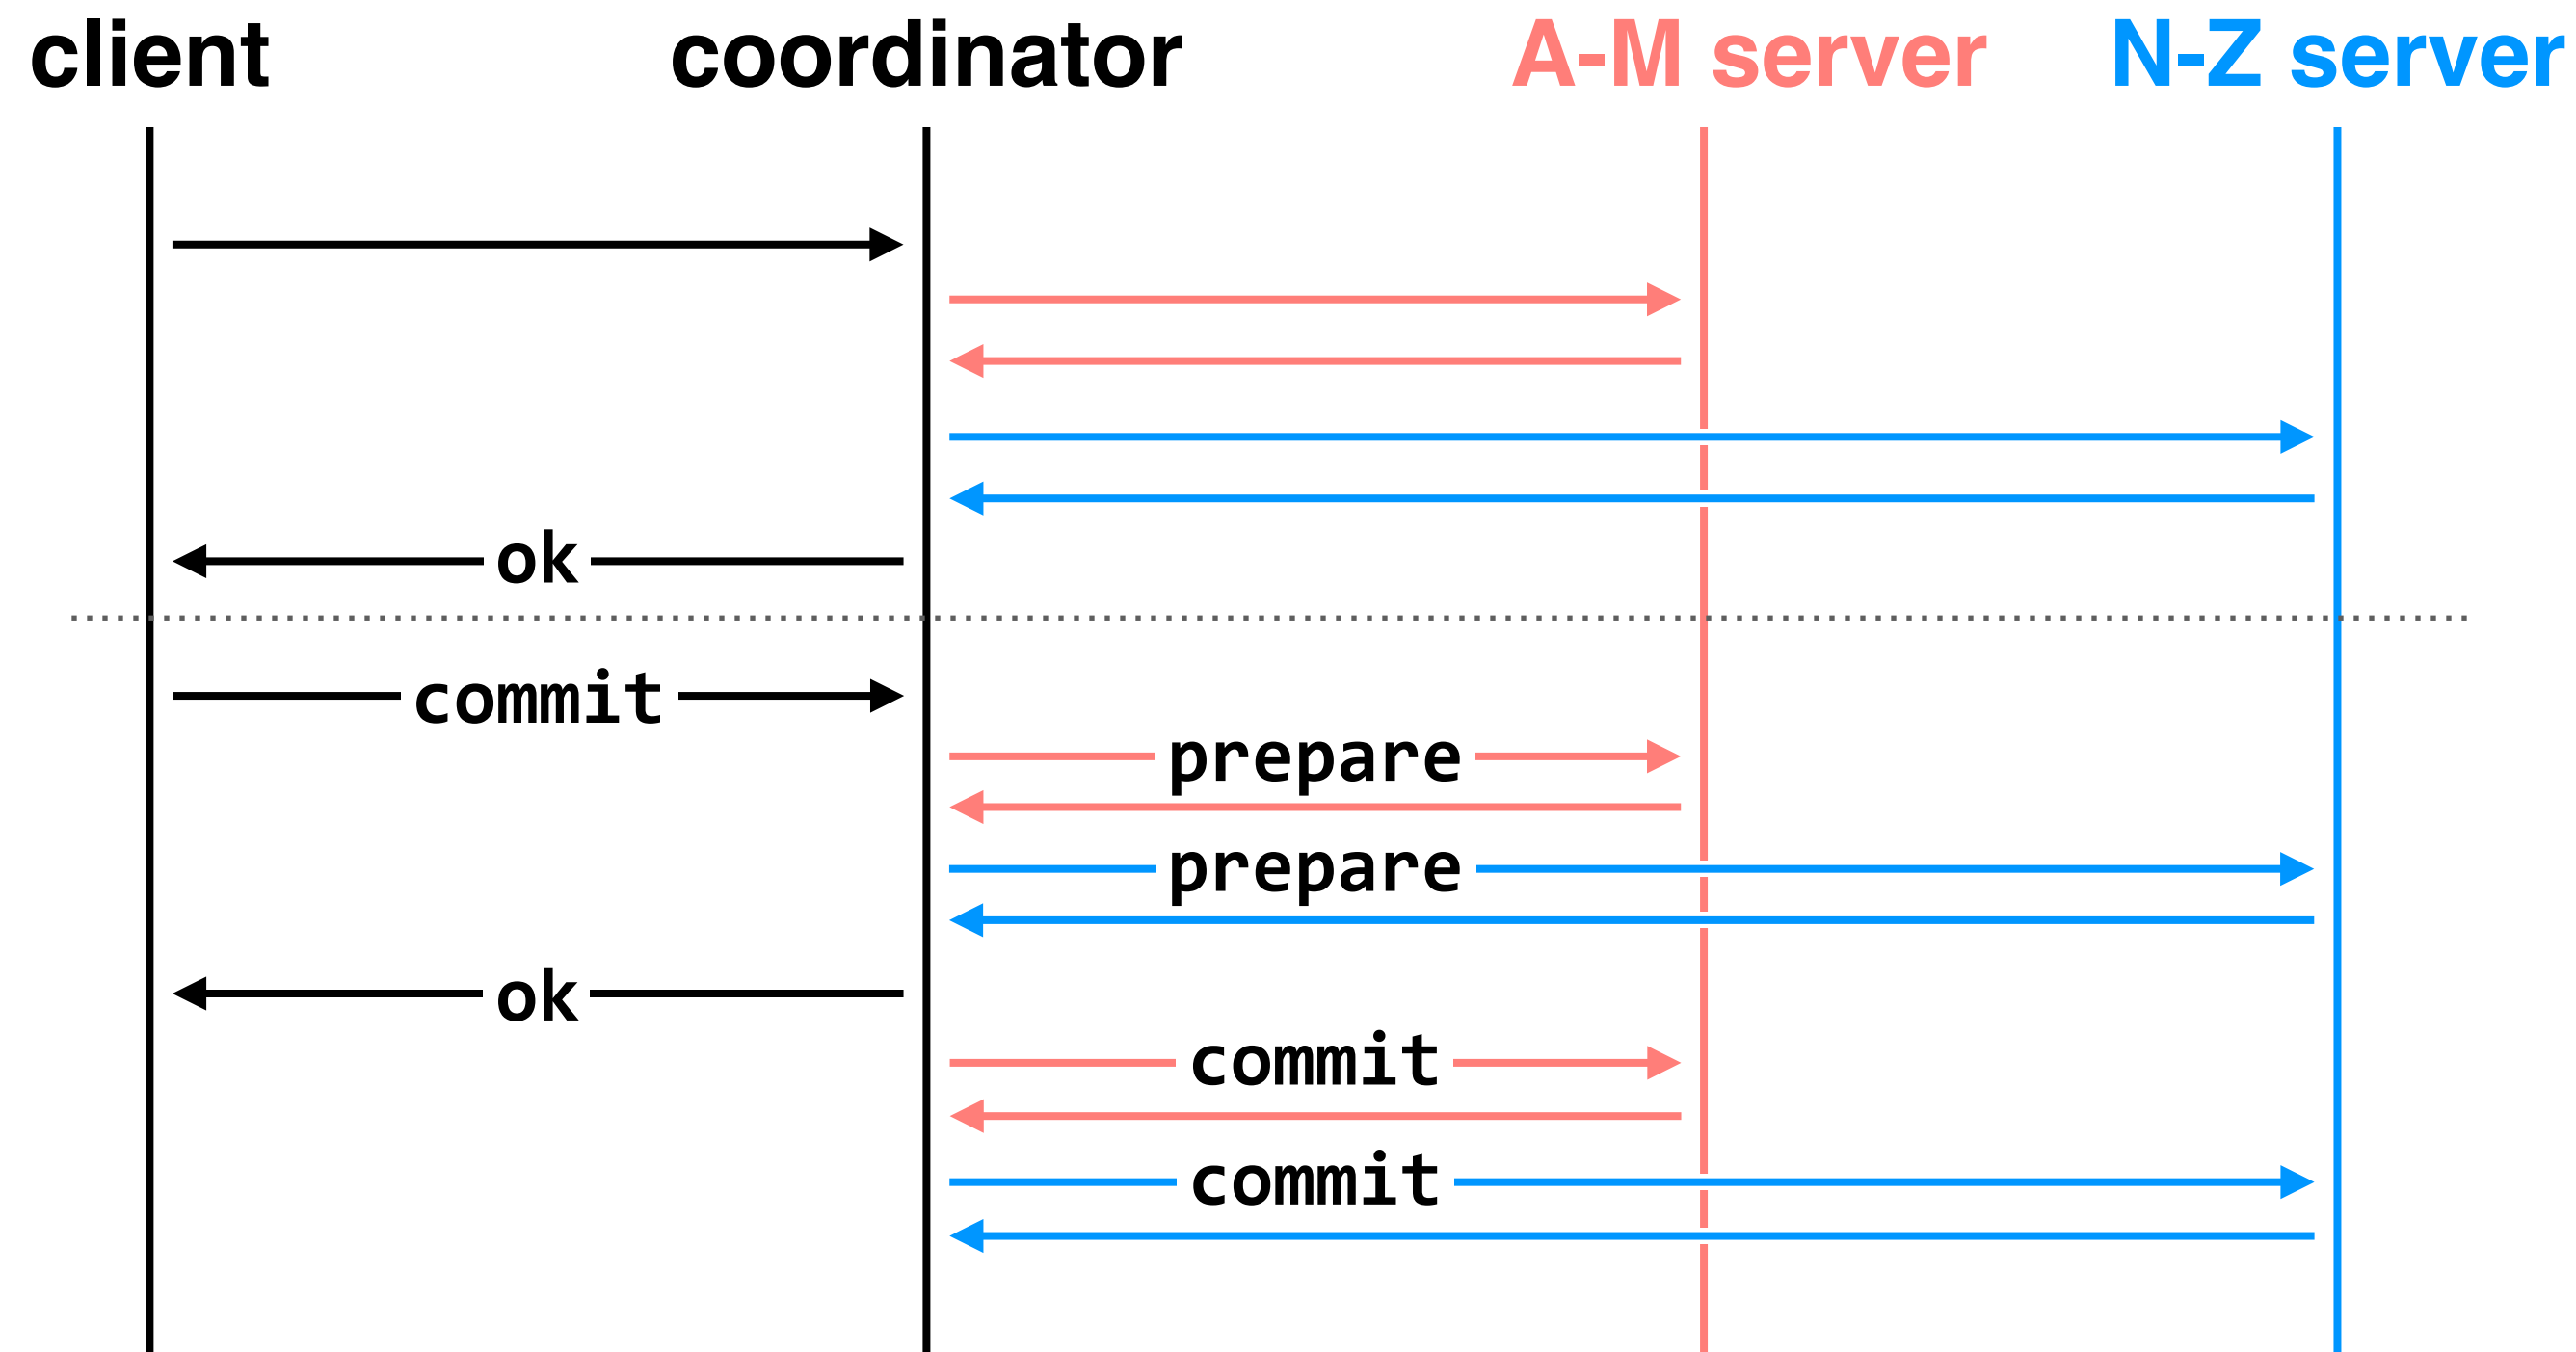 client coordinator A-M server N-Z server
ok
commit
prepare
prepare
ok
commit
commit